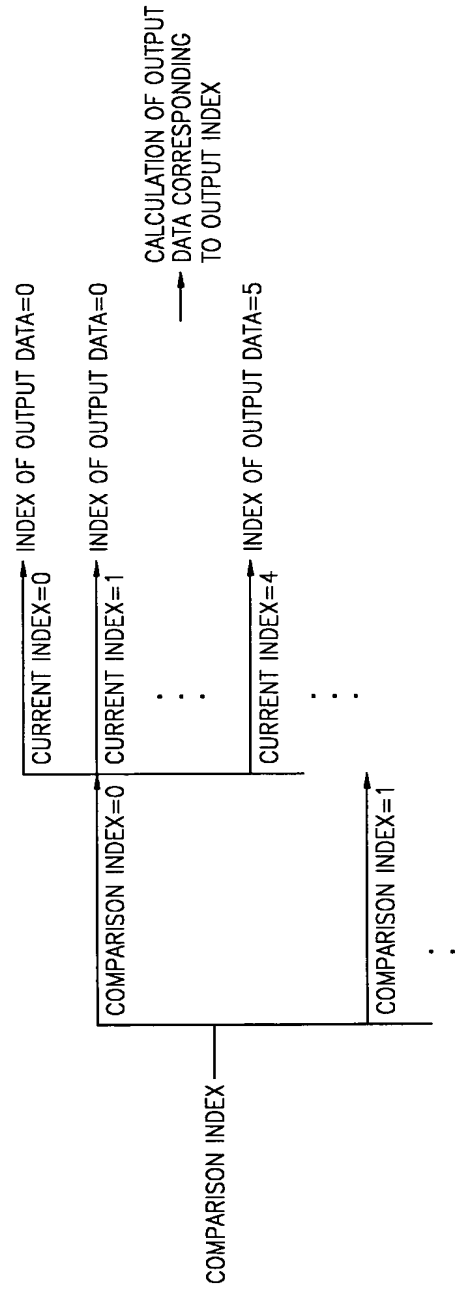 COMPARISON INDEX
COMPARISON INDEX=0
COMPARISON INDEX=1
CURRENT INDEX=0
CURRENT INDEX=1
CURRENT INDEX=4
INDEX OF OUTPUT DATA=0
INDEX OF OUTPUT DATA=0
INDEX OF OUTPUT DATA=5
CALCULATION OF OUTPUT
DATA CORRESPONDING
TO OUTPUT INDEX